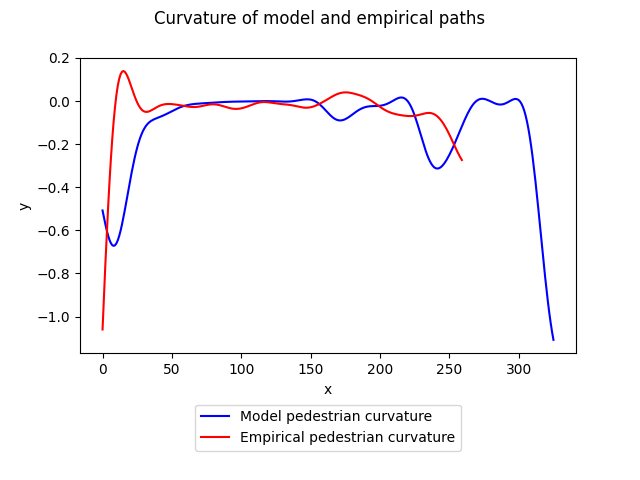 Curvature of model and empirical paths
0.2
0.0
−0.2
−0.4
−0.6
−0.8
−1.0
y
0 50 100 150 200 250 300
x
Model pedestrian curvature
Empirical pedestrian curvature